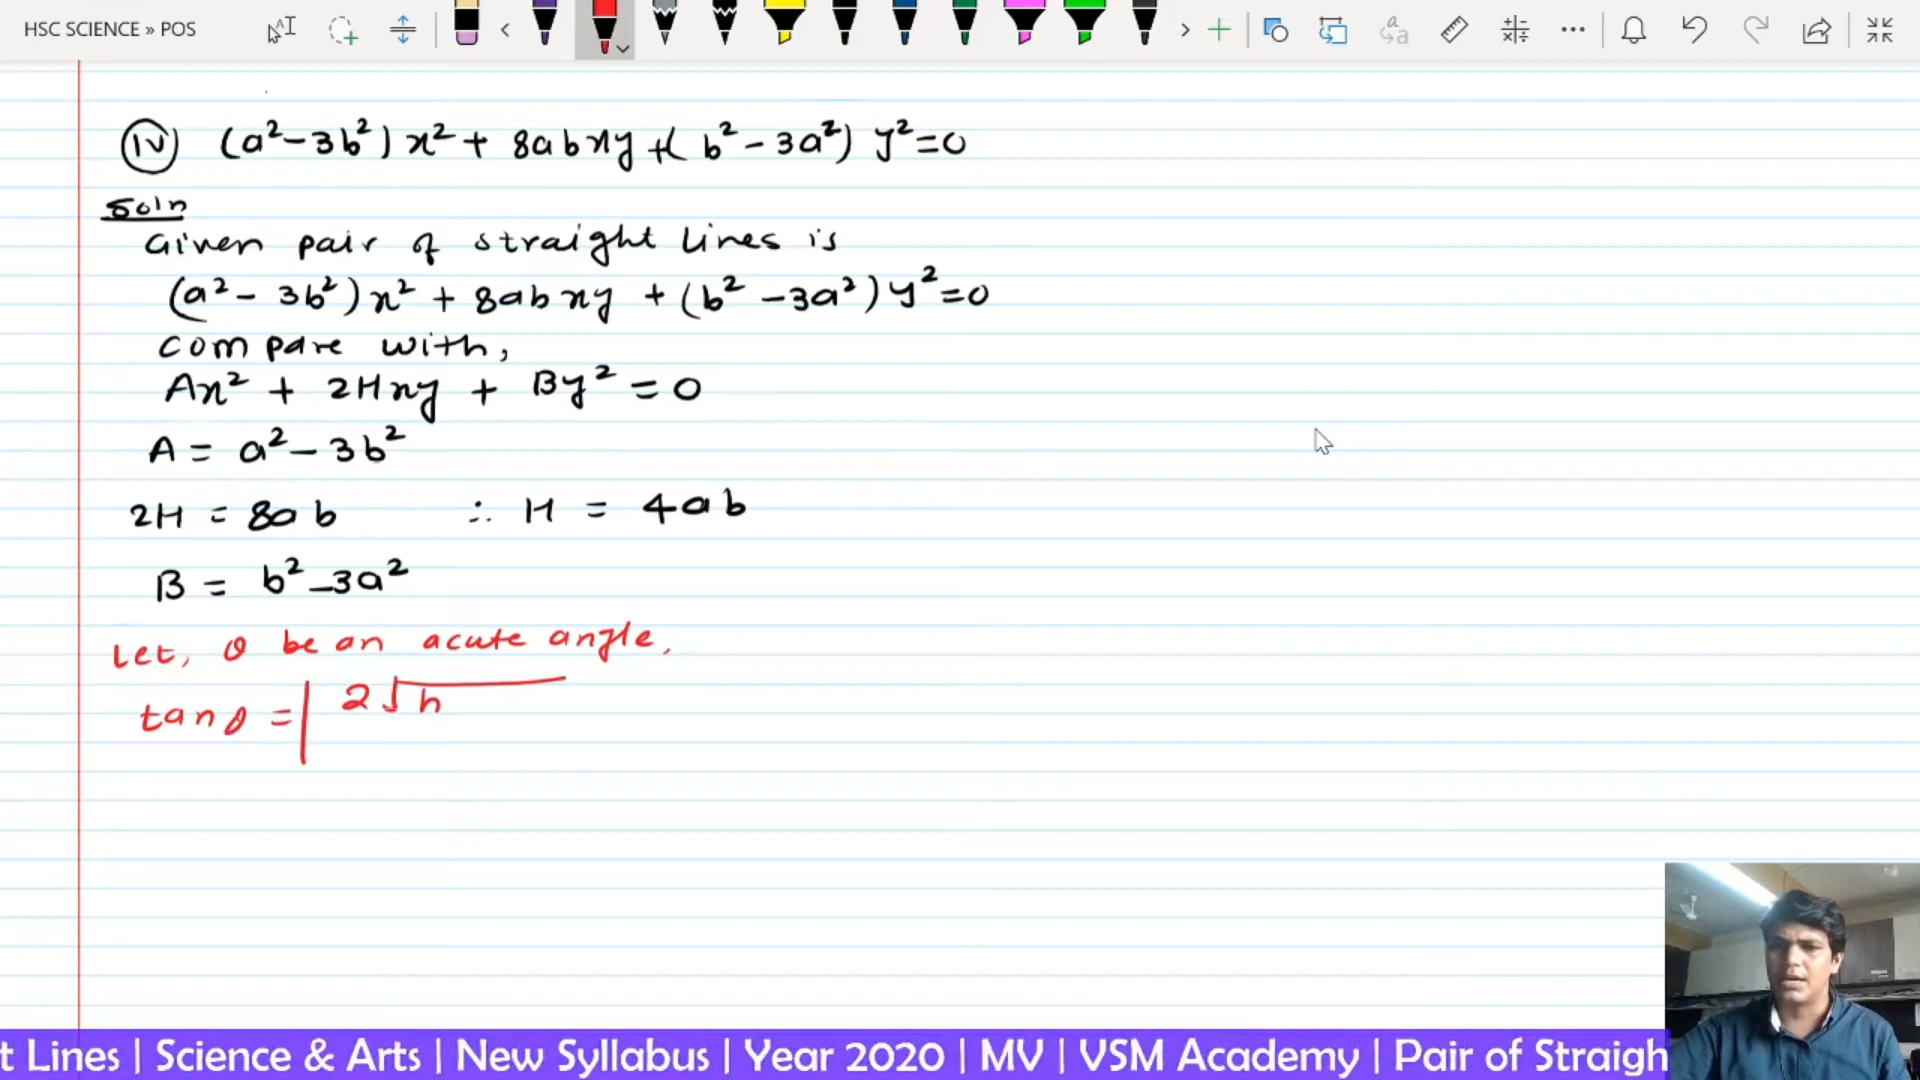 HSC SCIENCE » POS
(iv) (a²-3b²)x² + 8abxy + (b² - 3a²) y² = 0
Soln
Given pair of straight lines is
(a² - 3b²)x² + 8abxy + (b² - 3a²)y² = 0
compare with,
Ax² + 2Hxy + By² = 0
A = a² - 3b²
2H = 8ab ∴ H = 4ab
B = b² - 3a²
Let, θ be an acute angle,
tanθ = | 2√h
t Lines | Science & Arts | New Syllabus | Year 2020 | MV | VSM Academy | Pair of Straigh